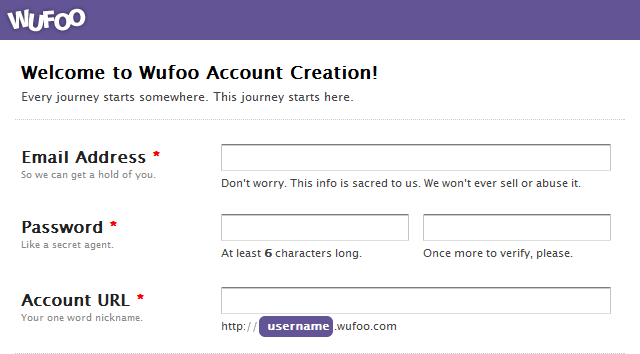 WUFOO
Welcome to Wufoo Account Creation!
Every journey starts somewhere. This journey starts here.
Email Address *
So we can get a hold of you.
Don't worry. This info is sacred to us. We won't ever sell or abuse it.
Password *
Like a secret agent.
At least 6 characters long.
Once more to verify, please.
Account URL *
Your one word nickname.
http:// username .wufoo.com